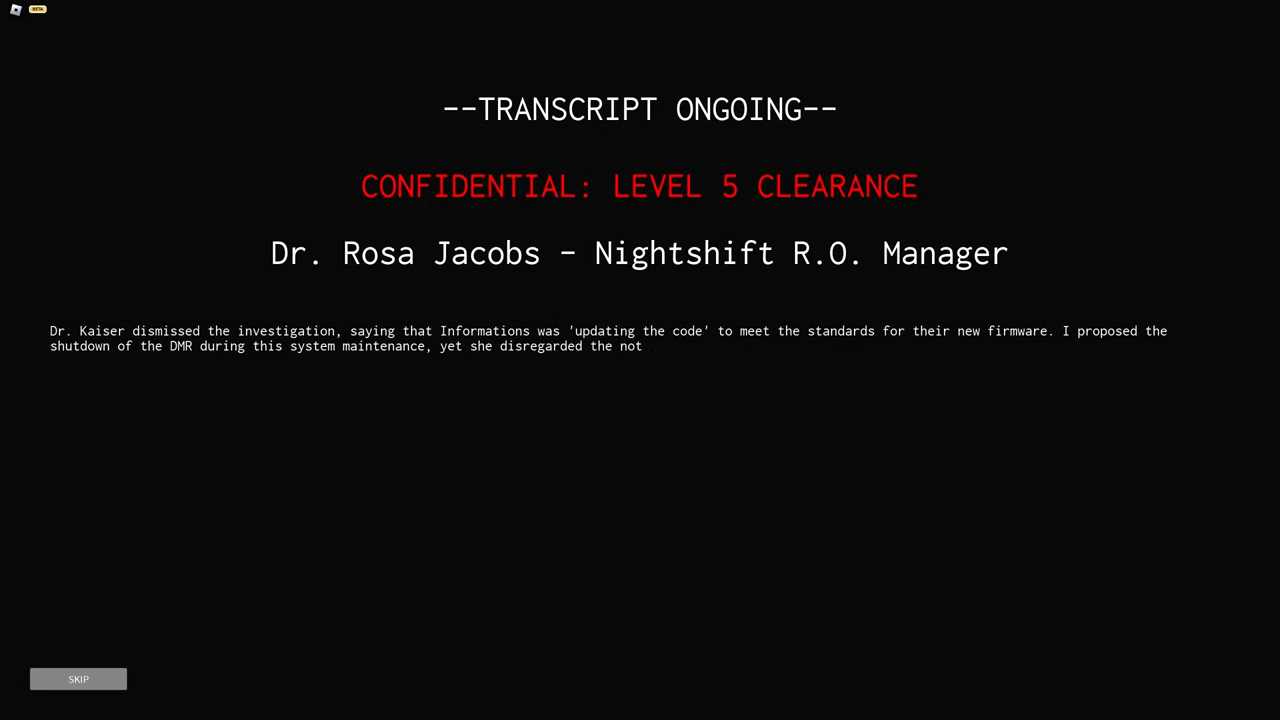 BETA
--TRANSCRIPT ONGOING--
CONFIDENTIAL: LEVEL 5 CLEARANCE
Dr. Rosa Jacobs - Nightshift R.O. Manager
Dr. Kaiser dismissed the investigation, saying that Informations was 'updating the code' to meet the standards for their new firmware. I proposed the
shutdown of the DMR during this system maintenance, yet she disregarded the not
SKIP